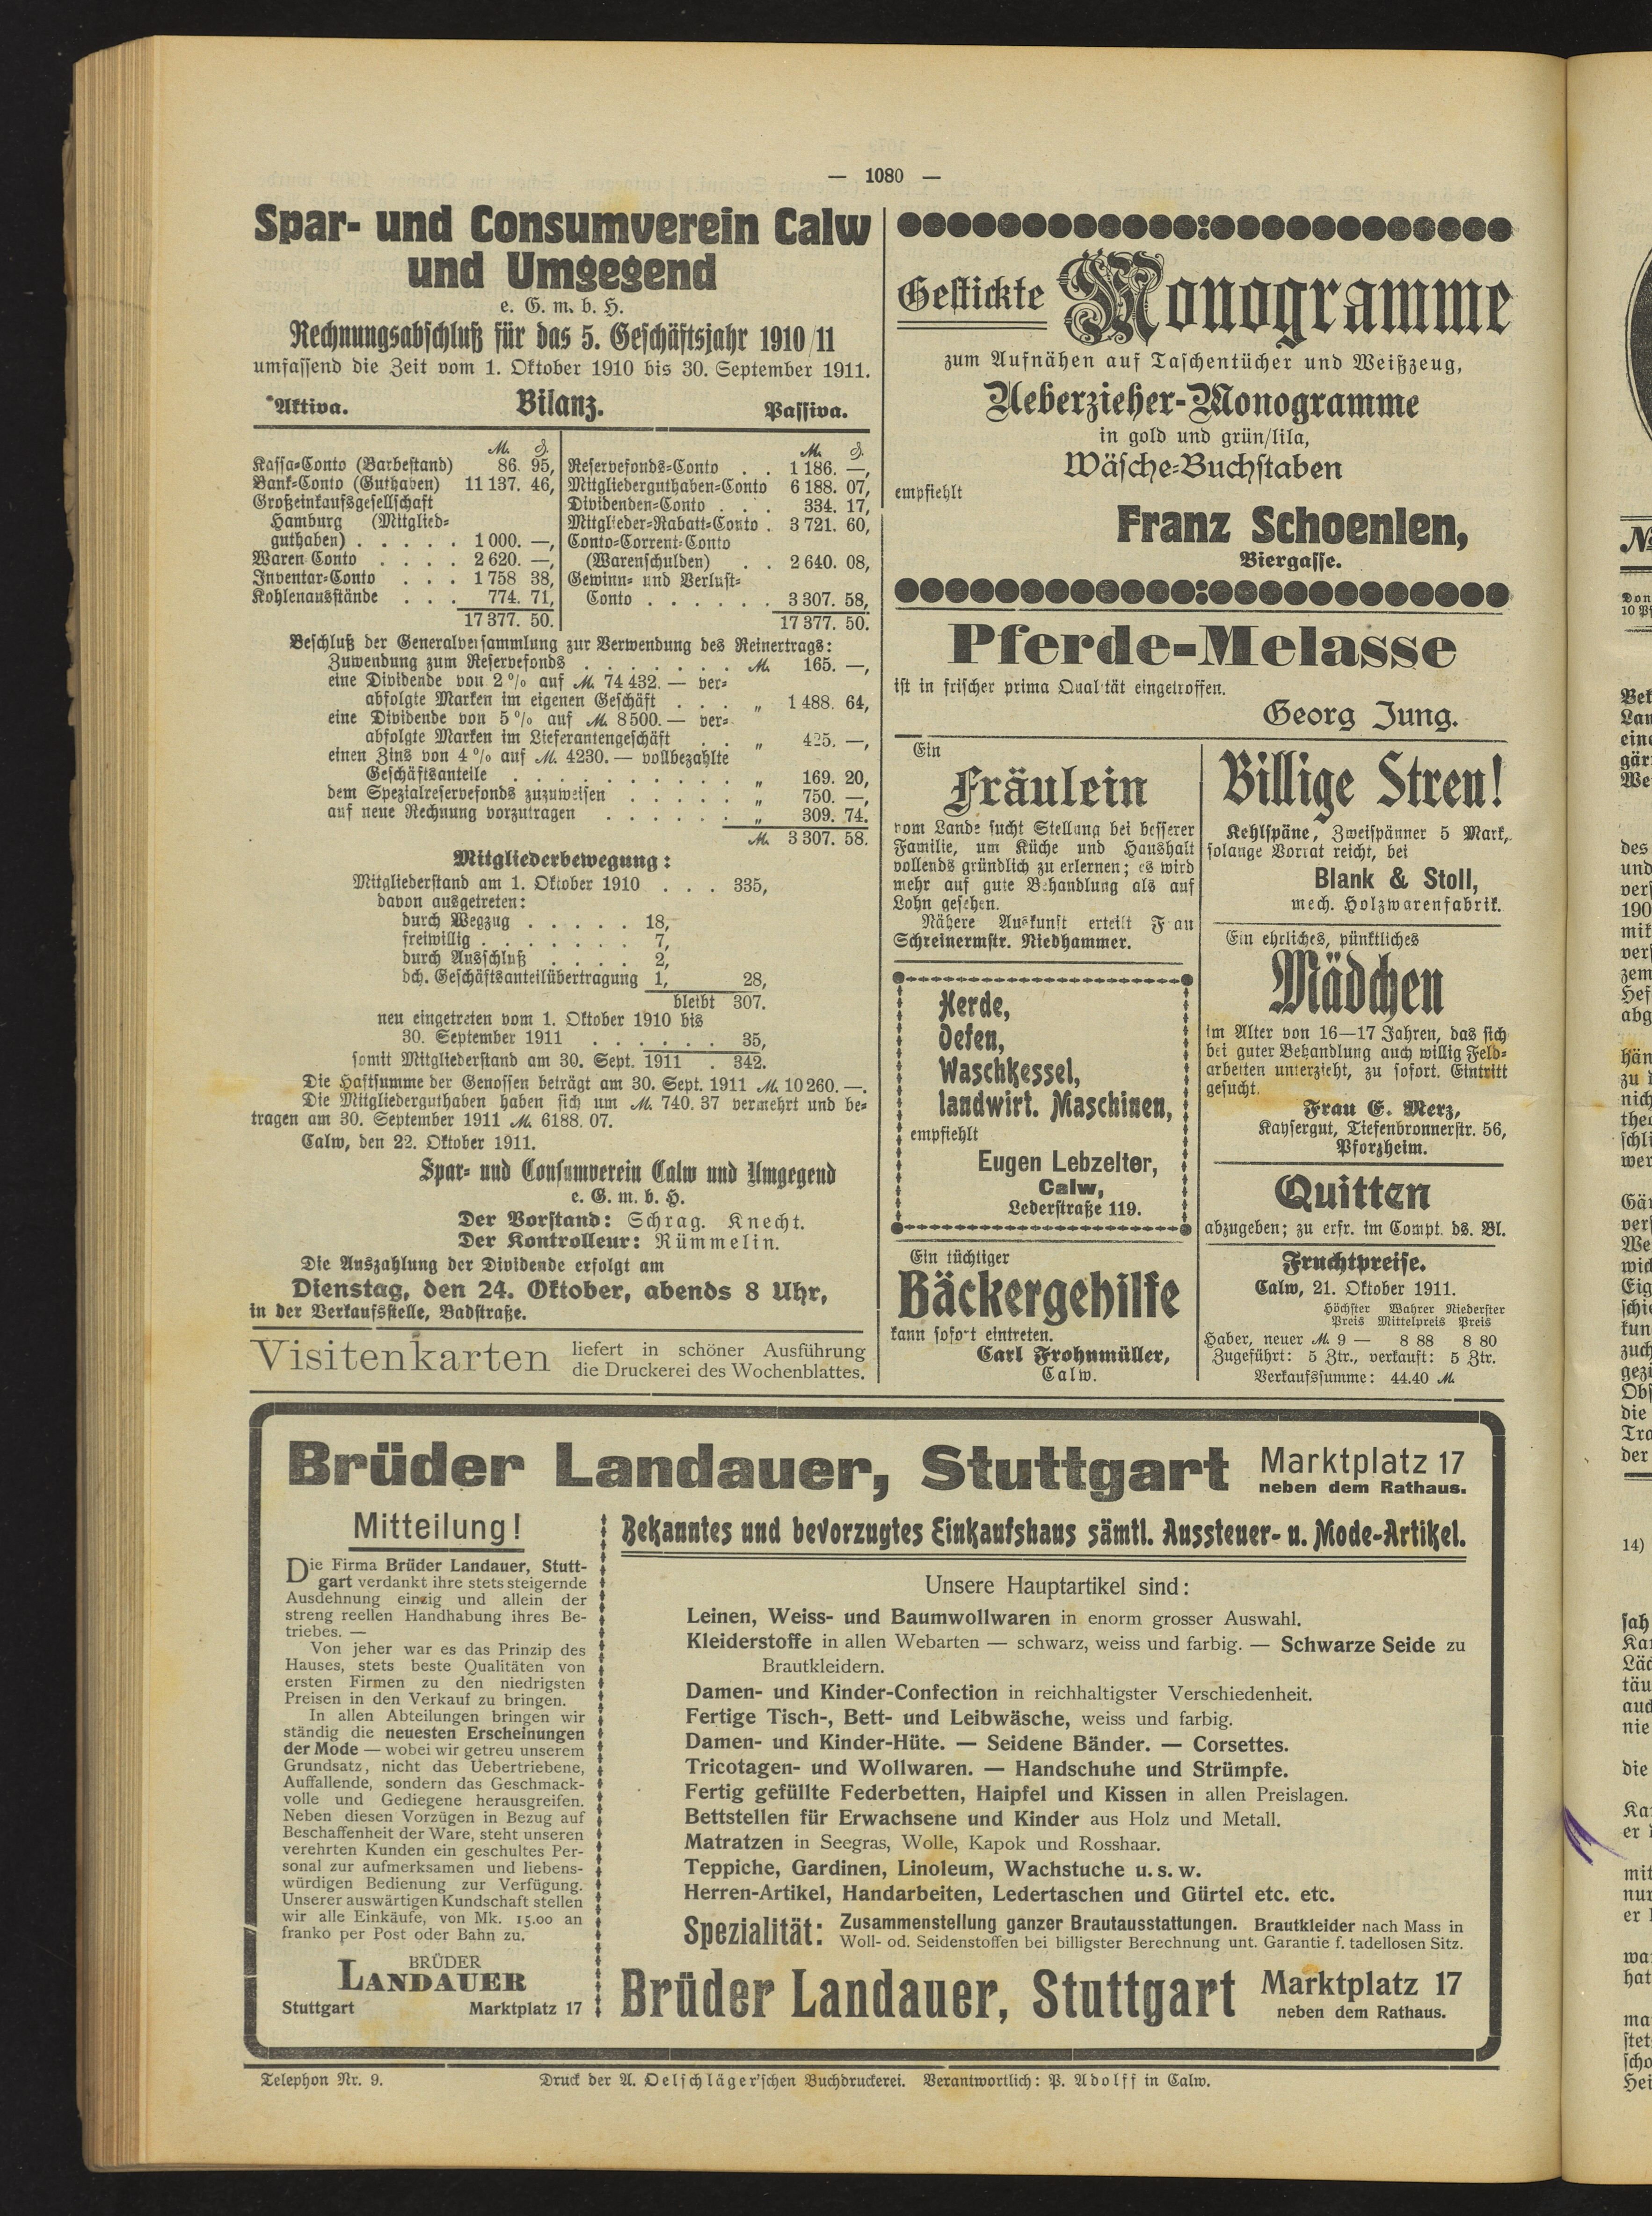 — 1080 —
Spar- und Consumverein Calw
und Umgegend
e. G. m. b. H.
Rechnungsabschluß für das 5. Geschäftsjahr 1910/11
umfassend die Zeit vom 1. Oktober 1910 bis 30. September 1911.
Aktiva. Bilanz. Passiva.
M. ₰.
Kassa-Conto (Barbestand) 86. 95,
Bank-Conto (Guthaben) 11 137. 46,
Großeinkaufsgesellschaft
Hamburg (Mitglied-
guthaben) . . . . . 1 000. —,
Waren Conto . . . . 2 620. —,
Inventar-Conto . . . 1 758 38,
Kohlenausstände . . . 774. 71,
17 377. 50.
M. ₰.
Reservefonds-Conto . . 1 186. —,
Mitgliederguthaben-Conto 6 188. 07,
Dividenden-Conto . . . 334. 17,
Mitglieder-Rabatt-Conto . 3 721. 60,
Conto-Corrent-Conto
(Warenschulden) . . 2 640. 08,
Gewinn- und Verlust-
Conto . . . . . . 3 307. 58,
17 377. 50.
Beschluß der Generalversammlung zur Verwendung des Reinertrags:
Zuwendung zum Reservefonds . . . . . . . M. 165. —,
eine Dividende von 2 % auf M. 74 432. — ver-
abfolgte Marken im eigenen Geschäft . . . „ 1 488. 64,
eine Dividende von 5 % auf M. 8500. — ver-
abfolgte Marken im Lieferantengeschäft . . „ 425. —,
einen Zins von 4 % auf M. 4230. — vollbezahlte
Geschäftsanteile . . . . . . . . . . „ 169. 20,
dem Spezialreservefonds zuzuweisen . . . . . „ 750. —,
auf neue Rechnung vorzutragen . . . . . . „ 309. 74.
M. 3 307. 58.
Mitgliederbewegung:
Mitgliederstand am 1. Oktober 1910 . . . 335,
davon ausgetreten:
durch Wegzug . . . . . 18,
freiwillig . . . . . . . 7,
durch Ausschluß . . . . 2,
dch. Geschäftsanteilübertragung 1, 28,
bleibt 307.
neu eingetreten vom 1. Oktober 1910 bis
30. September 1911 . . . . . . 35,
somit Mitgliederstand am 30. Sept. 1911 . 342.
Die Haftsumme der Genossen beträgt am 30. Sept. 1911 M. 10 260. —.
Die Mitgliederguthaben haben sich um M. 740. 37 vermehrt und be-
tragen am 30. September 1911 M. 6188. 07.
Calw, den 22. Oktober 1911.
Spar- und Consumverein Calw und Umgegend
e. G. m. b. H.
Der Vorstand: Schrag. Knecht.
Der Kontrolleur: Rümmelin.
Die Auszahlung der Dividende erfolgt am
Dienstag, den 24. Oktober, abends 8 Uhr,
in der Verkaufsstelle, Badstraße.
Visitenkarten
liefert in schöner Ausführung
die Druckerei des Wochenblattes.
Gestickte Monogramme
zum Aufnähen auf Taschentücher und Weißzeug,
Ueberzieher-Monogramme
in gold und grün/lila,
Wäsche-Buchstaben
empfiehlt
Franz Schoenlen,
Biergasse.
Pferde-Melasse
ist in frischer prima Qualität eingetroffen.
Georg Jung.
Ein
Fräulein
vom Lande sucht Stellung bei besserer
Familie, um Küche und Haushalt
vollends gründlich zu erlernen; es wird
mehr auf gute Behandlung als auf
Lohn gesehen.
Nähere Auskunft erteilt Frau
Schreinermstr. Niedhammer.
Herde,
Oefen,
Waschkessel,
landwirt. Maschinen,
empfiehlt
Eugen Lebzelter,
Calw,
Lederstraße 119.
Ein tüchtiger
Bäckergehilfe
kann sofort eintreten.
Carl Frohnmüller,
Calw.
Billige Streu!
Kehlspäne, Zweispänner 5 Mark,
solange Vorrat reicht, bei
Blank & Stoll,
mech. Holzwarenfabrik.
Ein ehrliches, pünktliches
Mädchen
im Alter von 16—17 Jahren, das sich
bei guter Behandlung auch willig Feld-
arbeiten unterzieht, zu sofort. Eintritt
gesucht.
Frau E. Merz,
Kaysergut, Tiefenbronnerstr. 56,
Pforzheim.
Quitten
abzugeben; zu erfr. im Compt. ds. Bl.
Fruchtpreise.
Calw, 21. Oktober 1911.
Höchster Wahrer Niederster
Preis Mittelpreis Preis
Haber, neuer M. 9 — 8 88 8 80
Zugeführt: 5 Ztr., verkauft: 5 Ztr.
Verkaufssumme: 44.40 M.
Brüder Landauer, Stuttgart Marktplatz 17
neben dem Rathaus.
Mitteilung!
Die Firma Brüder Landauer, Stutt-
gart verdankt ihre stets steigernde
Ausdehnung einzig und allein der
streng reellen Handhabung ihres Be-
triebes. —
Von jeher war es das Prinzip des
Hauses, stets beste Qualitäten von
ersten Firmen zu den niedrigsten
Preisen in den Verkauf zu bringen.
In allen Abteilungen bringen wir
ständig die neuesten Erscheinungen
der Mode — wobei wir getreu unserem
Grundsatz, nicht das Uebertriebene,
Auffallende, sondern das Geschmack-
volle und Gediegene herausgreifen.
Neben diesen Vorzügen in Bezug auf
Beschaffenheit der Ware, steht unseren
verehrten Kunden ein geschultes Per-
sonal zur aufmerksamen und liebens-
würdigen Bedienung zur Verfügung.
Unserer auswärtigen Kundschaft stellen
wir alle Einkäufe, von Mk. 15.00 an
franko per Post oder Bahn zu.
BRÜDER
LANDAUER
Stuttgart Marktplatz 17
Bekanntes und bevorzugtes Einkaufshaus sämtl. Aussteuer- u. Mode-Artikel.
Unsere Hauptartikel sind:
Leinen, Weiss- und Baumwollwaren in enorm grosser Auswahl.
Kleiderstoffe in allen Webarten — schwarz, weiss und farbig. — Schwarze Seide zu
Brautkleidern.
Damen- und Kinder-Confection in reichhaltigster Verschiedenheit.
Fertige Tisch-, Bett- und Leibwäsche, weiss und farbig.
Damen- und Kinder-Hüte. — Seidene Bänder. — Corsettes.
Tricotagen- und Wollwaren. — Handschuhe und Strümpfe.
Fertig gefüllte Federbetten, Haipfel und Kissen in allen Preislagen.
Bettstellen für Erwachsene und Kinder aus Holz und Metall.
Matratzen in Seegras, Wolle, Kapok und Rosshaar.
Teppiche, Gardinen, Linoleum, Wachstuche u. s. w.
Herren-Artikel, Handarbeiten, Ledertaschen und Gürtel etc. etc.
Spezialität: Zusammenstellung ganzer Brautausstattungen. Brautkleider nach Mass in
Woll- od. Seidenstoffen bei billigster Berechnung unt. Garantie f. tadellosen Sitz.
Brüder Landauer, Stuttgart Marktplatz 17
neben dem Rathaus.
Telephon Nr. 9. Druck der A. Oelschläger'schen Buchdruckerei. Verantwortlich: P. Adolff in Calw.